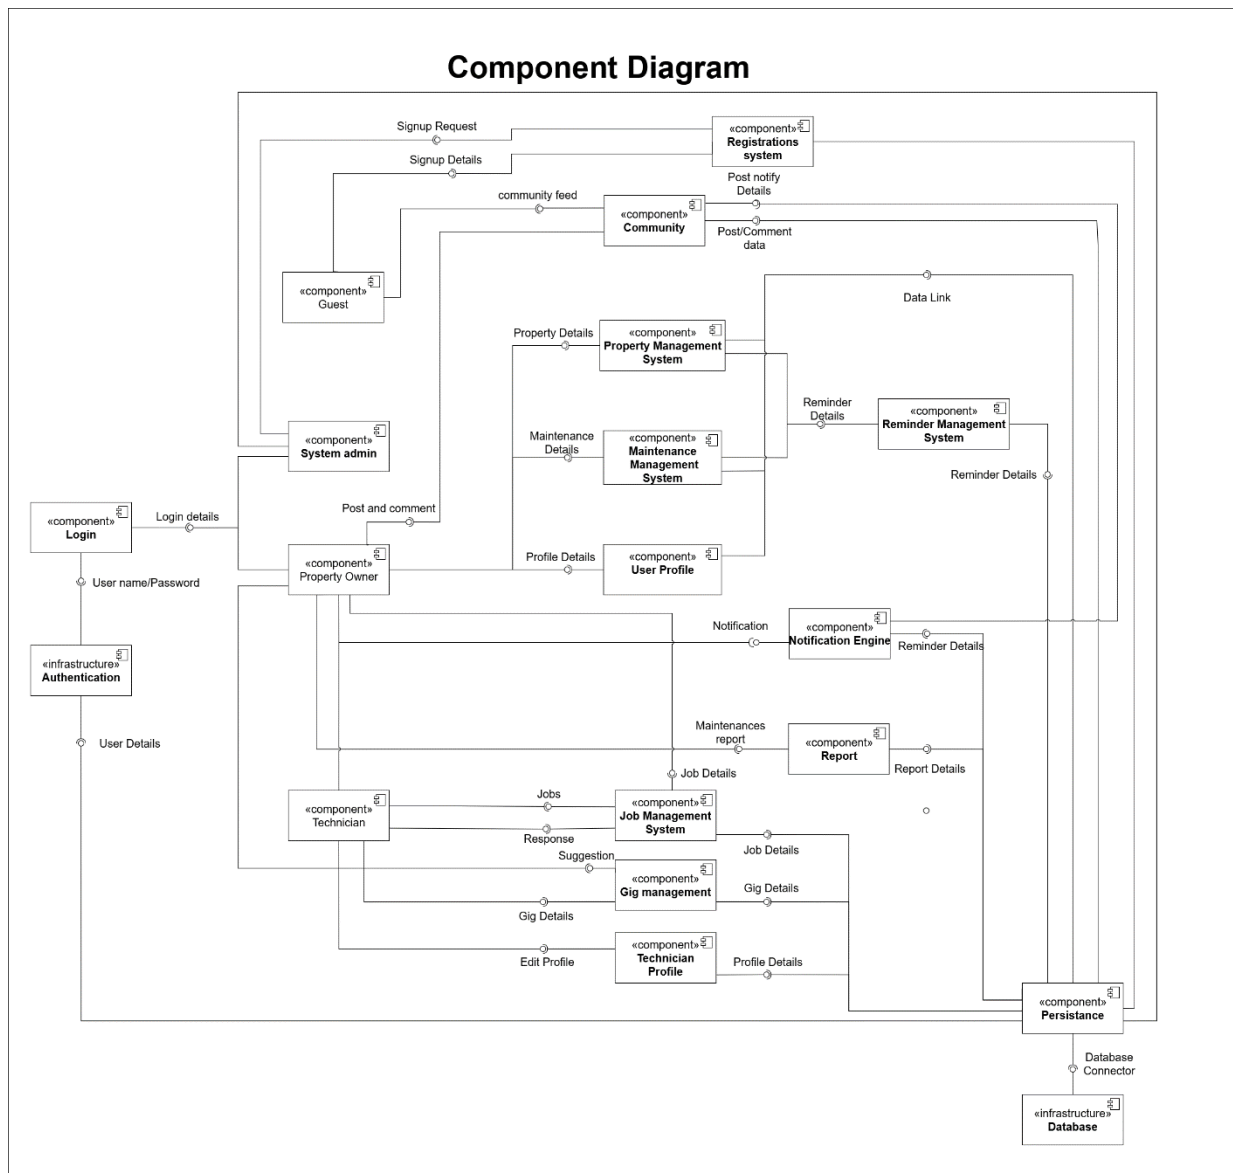 Component Diagram
Signup Request
«component»
Registrations
system
Signup Details
Post notify
Details
community feed
«component»
Community
Post/Comment
data
«component»
Guest
Data Link
Property Details
«component»
Property Management
System
Reminder
Details
«component»
Reminder Management
System
«component»
System admin
Maintenance
Details
«component»
Maintenance
Management
System
Reminder Details
Post and comment
«component»
Login
Login details
«component»
Property Owner
Profile Details
«component»
User Profile
User name/Password
Notification
«component»
Notification Engine
Reminder Details
«infrastructure»
Authentication
User Details
Maintenances
report
«component»
Report
Report Details
Job Details
«component»
Technician
Jobs
Response
«component»
Job Management
System
Job Details
Suggestion
«component»
Gig management
Gig Details
Gig Details
Edit Profile
«component»
Technician
Profile
Profile Details
«component»
Persistance
Database
Connector
«infrastructure»
Database